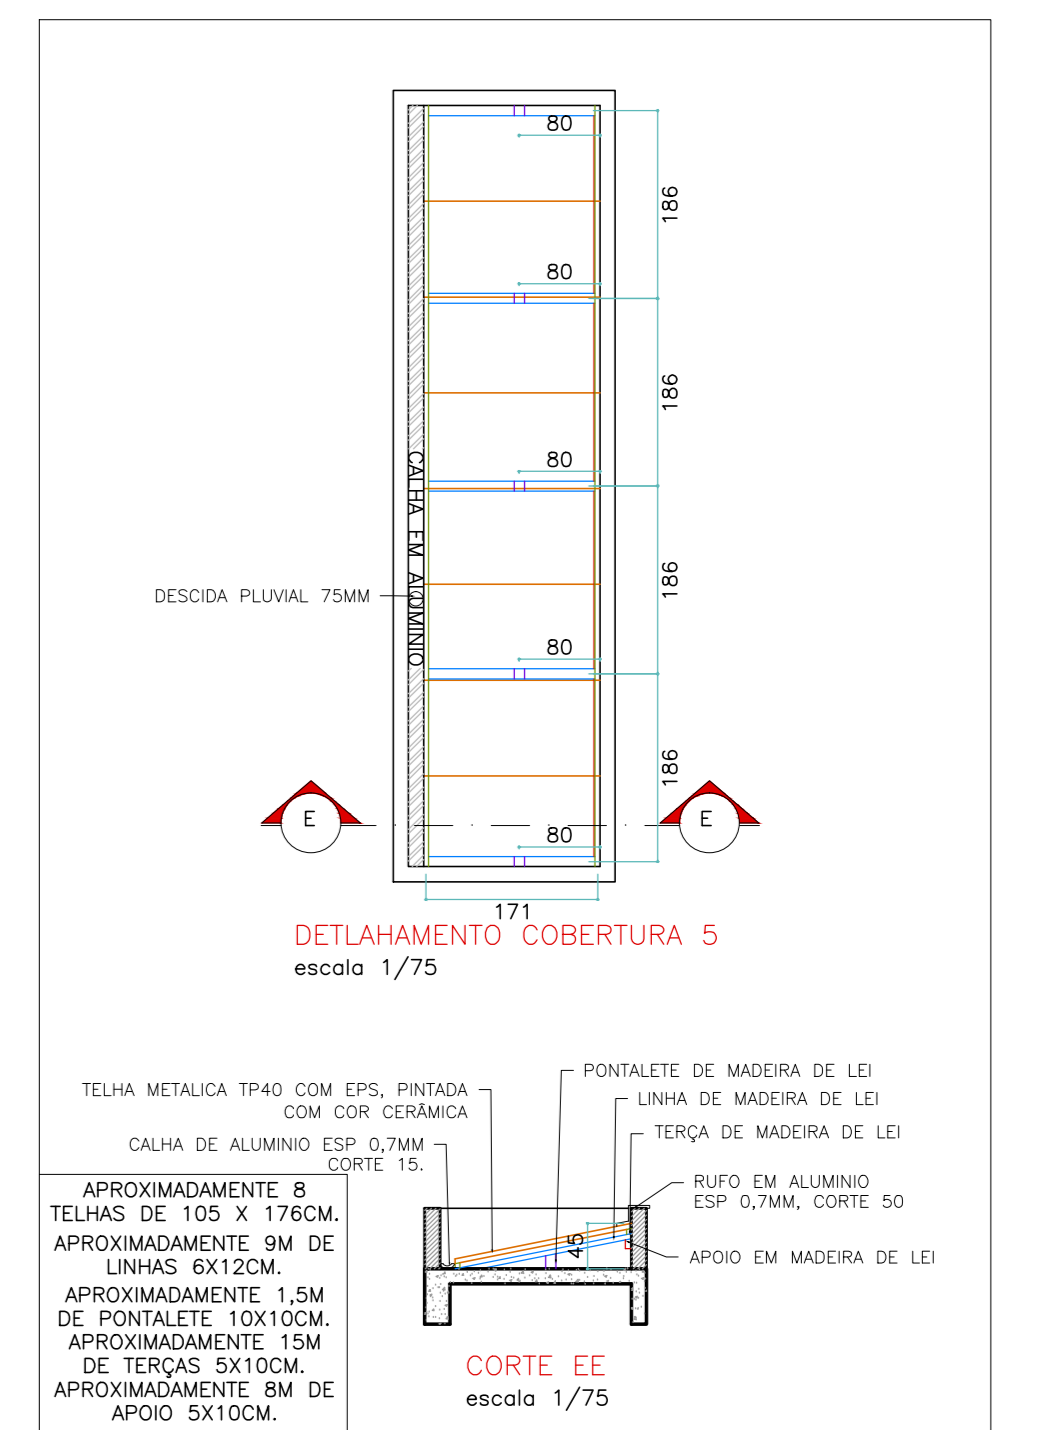 80
186
80
186
80
CALHA EM ALUMINIO
186
DESCIDA PLUVIAL 75MM
80
186
E
E
80
171
DETLAHAMENTO COBERTURA 5
escala 1/75
PONTALETE DE MADEIRA DE LEI
TELHA METALICA TP40 COM EPS, PINTADA
COM COR CERÂMICA
LINHA DE MADEIRA DE LEI
TERÇA DE MADEIRA DE LEI
CALHA DE ALUMINIO ESP 0,7MM
CORTE 15.
RUFO EM ALUMINIO
ESP 0,7MM, CORTE 50
45
APOIO EM MADEIRA DE LEI
APROXIMADAMENTE 8
TELHAS DE 105 X 176CM.
APROXIMADAMENTE 9M DE
LINHAS 6X12CM.
APROXIMADAMENTE 1,5M
DE PONTALETE 10X10CM.
APROXIMADAMENTE 15M
DE TERÇAS 5X10CM.
APROXIMADAMENTE 8M DE
APOIO 5X10CM.
CORTE EE
escala 1/75